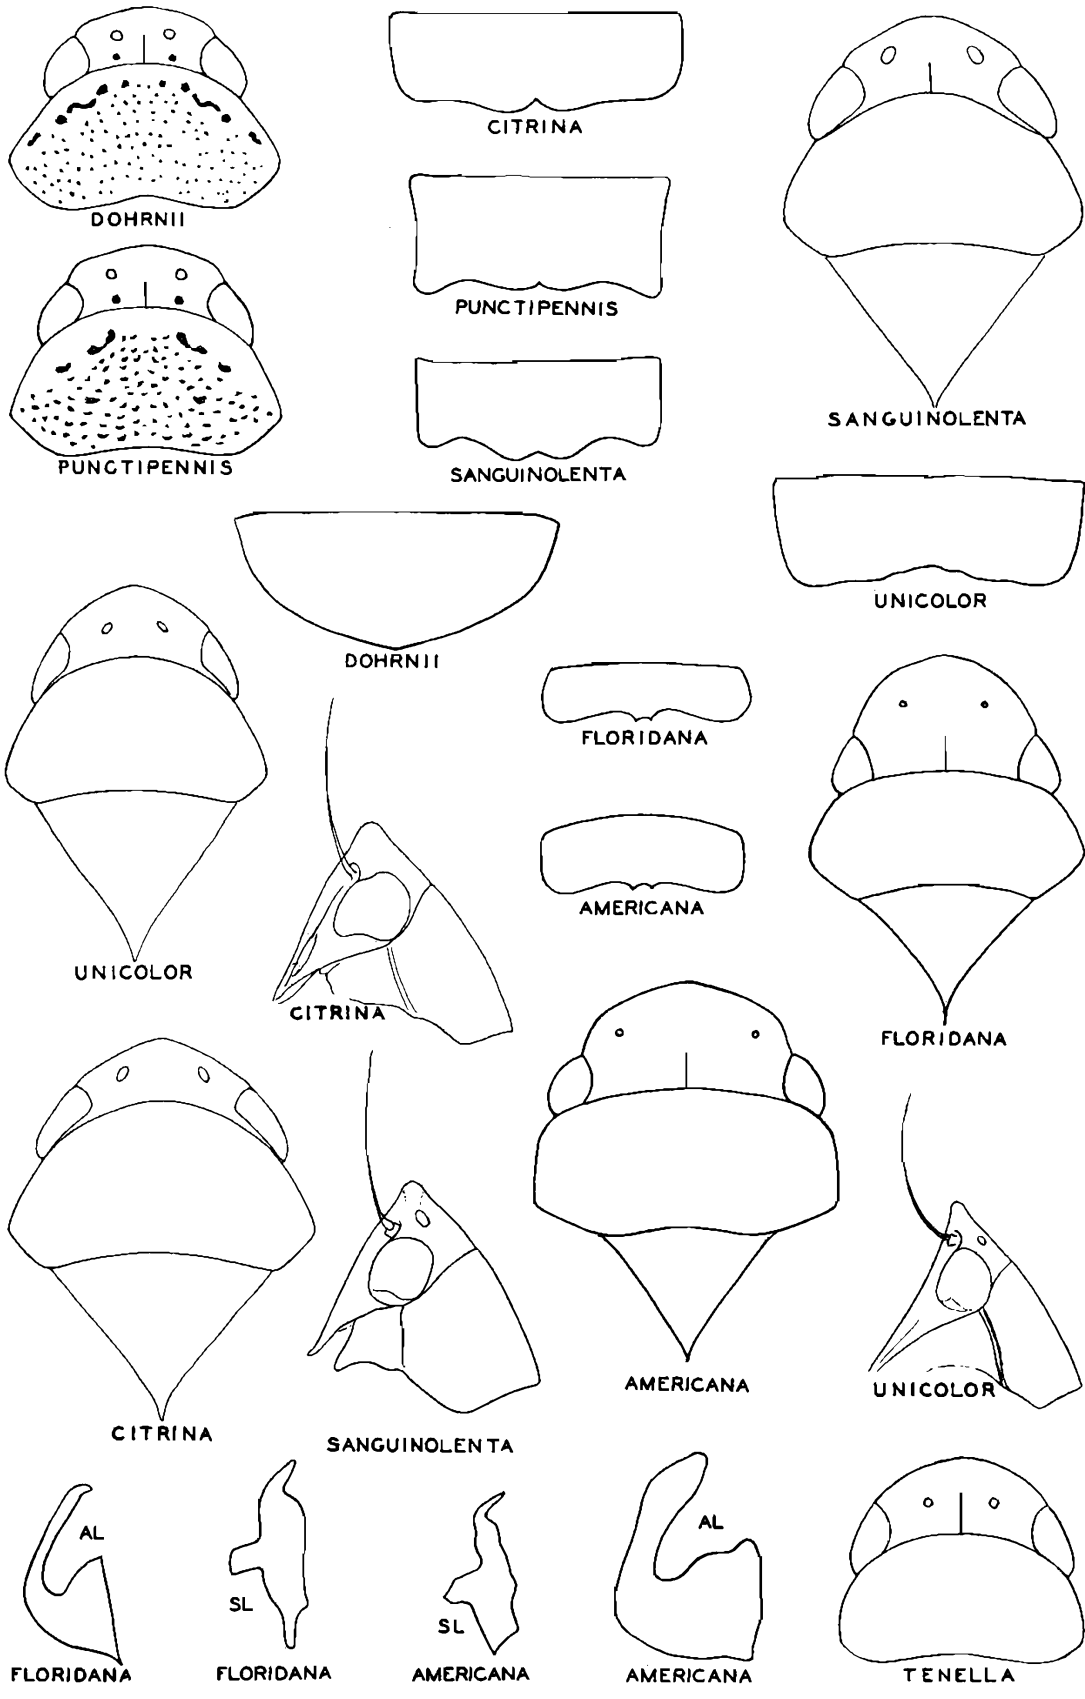 CITRINA
DOHRNII
PUNCTIPENNIS
SANGUINOLENTA
PUNCTIPENNIS
SANGUINOLENTA
UNICOLOR
DOHRNII
FLORIDANA
AMERICANA
UNICOLOR
CITRINA
FLORIDANA
AMERICANA
UNICOLOR
CITRINA
SANGUINOLENTA
AL
SL
SL
AL
FLORIDANA
FLORIDANA
AMERICANA
AMERICANA
TENELLA